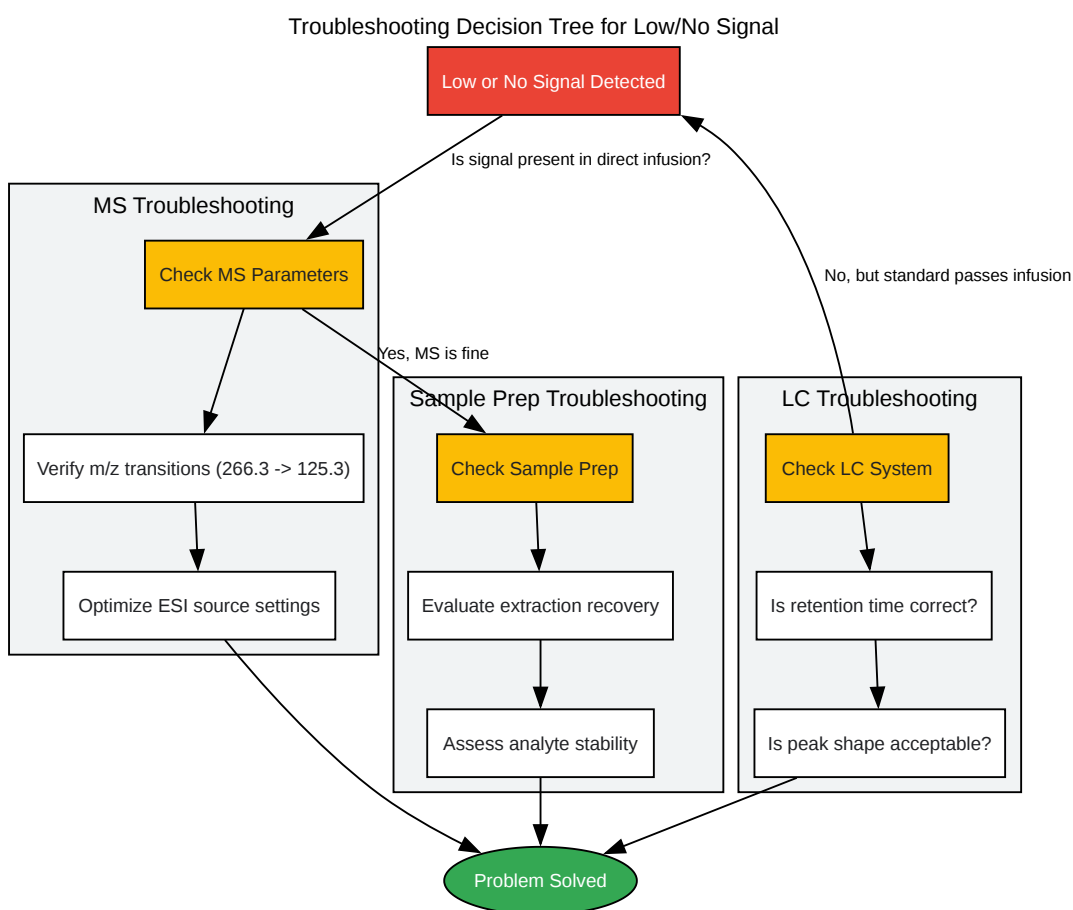 Troubleshooting Decision Tree for Low/No Signal
Low or No Signal Detected
Is signal present in direct infusion?
MS Troubleshooting
Check MS Parameters
No, but standard passes infusion
Yes, MS is fine
Sample Prep Troubleshooting
LC Troubleshooting
Verify m/z transitions (266.3 -> 125.3)
Check Sample Prep
Check LC System
Optimize ESI source settings
Evaluate extraction recovery
Is retention time correct?
Assess analyte stability
Is peak shape acceptable?
Problem Solved